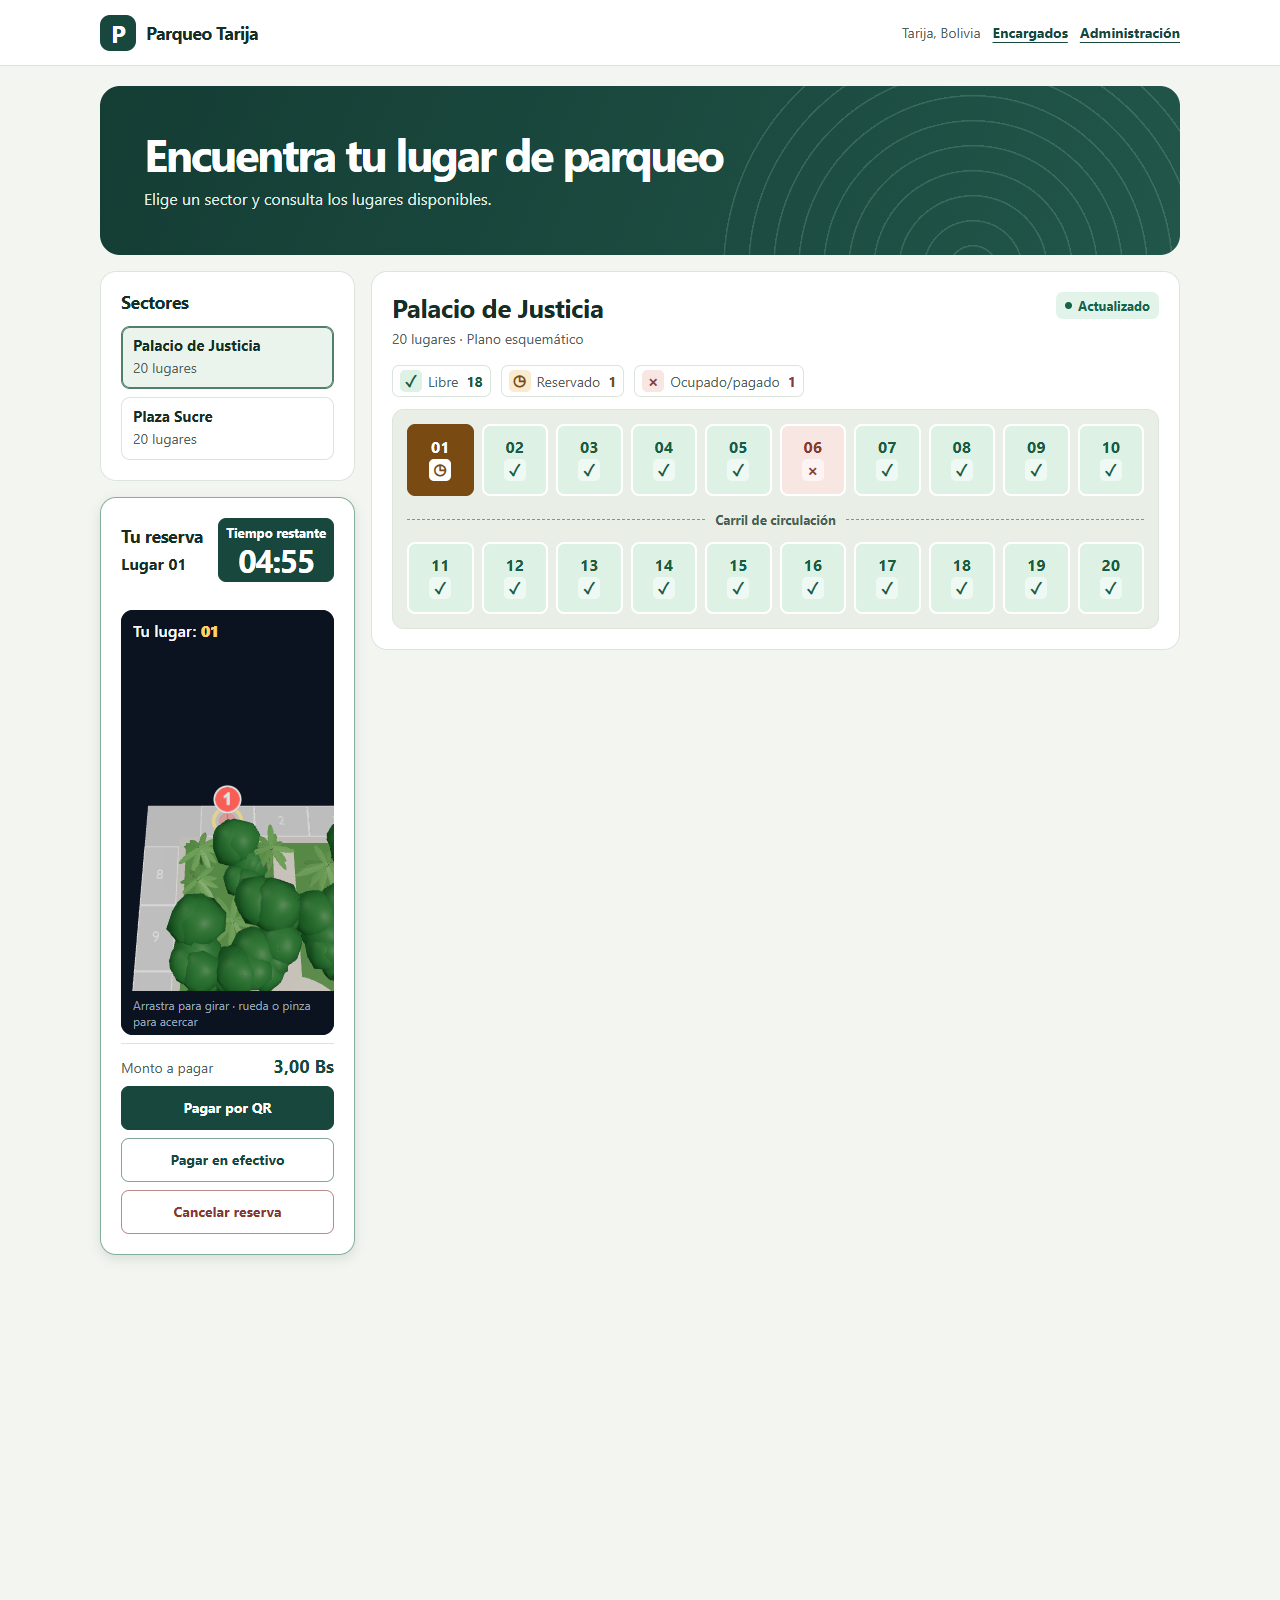 P Parqueo Tarija
Tarija, Bolivia Encargados Administración
Encuentra tu lugar de parqueo
Elige un sector y consulta los lugares disponibles.
Sectores
Palacio de Justicia
20 lugares
Plaza Sucre
20 lugares
Tu reserva
Lugar 01
Tiempo restante
04:55
Tu lugar: 01
1
2
8
9
Arrastra para girar · rueda o pinza
para acercar
Monto a pagar 3,00 Bs
Pagar por QR
Pagar en efectivo
Cancelar reserva
Palacio de Justicia
Actualizado
20 lugares · Plano esquemático
✓ Libre 18 Reservado 1 × Ocupado/pagado 1
01 02 03 04 05 06 07 08 09 10
Carril de circulación
11 12 13 14 15 16 17 18 19 20